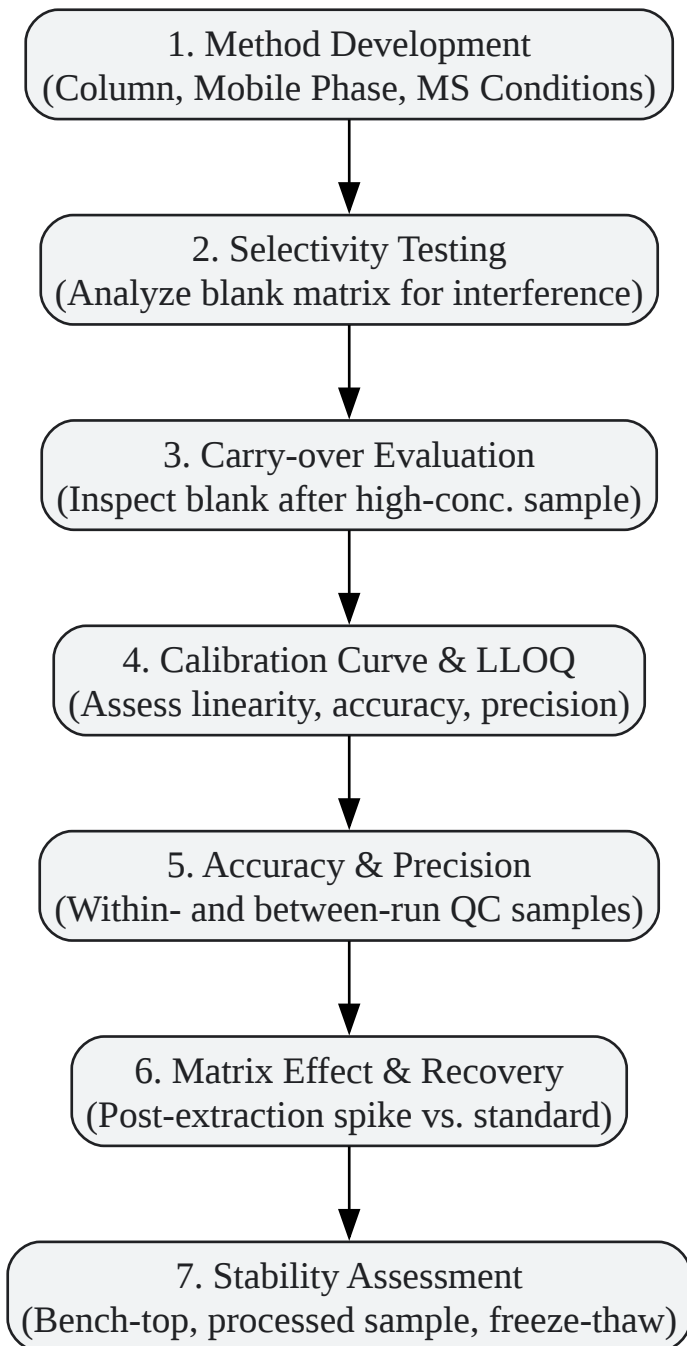 1. Method Development
(Column, Mobile Phase, MS Conditions)
2. Selectivity Testing
(Analyze blank matrix for interference)
3. Carry-over Evaluation
(Inspect blank after high-conc. sample)
4. Calibration Curve & LLOQ
(Assess linearity, accuracy, precision)
5. Accuracy & Precision
(Within- and between-run QC samples)
6. Matrix Effect & Recovery
(Post-extraction spike vs. standard)
7. Stability Assessment
(Bench-top, processed sample, freeze-thaw)